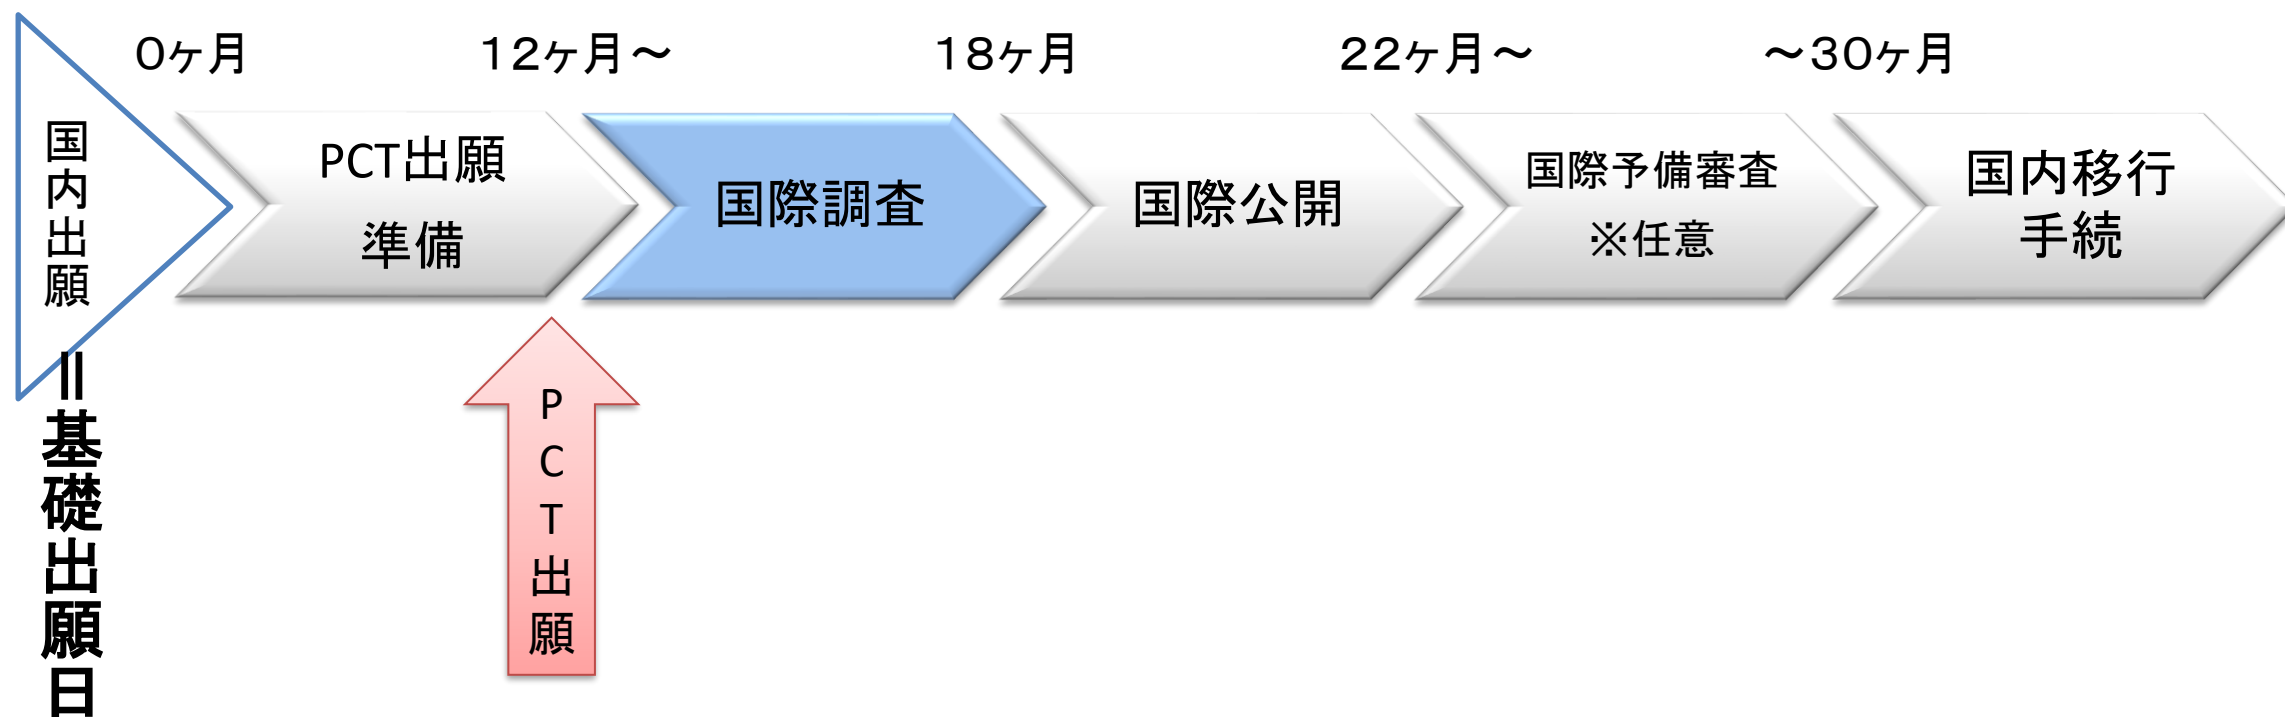 0ヶ月
12ヶ月～
18ヶ月
22ヶ月～
～30ヶ月
国内出願
＝基礎出願日
PCT出願
準備
国際調査
国際公開
国際予備審査
※任意
国内移行
手続
PCT出願